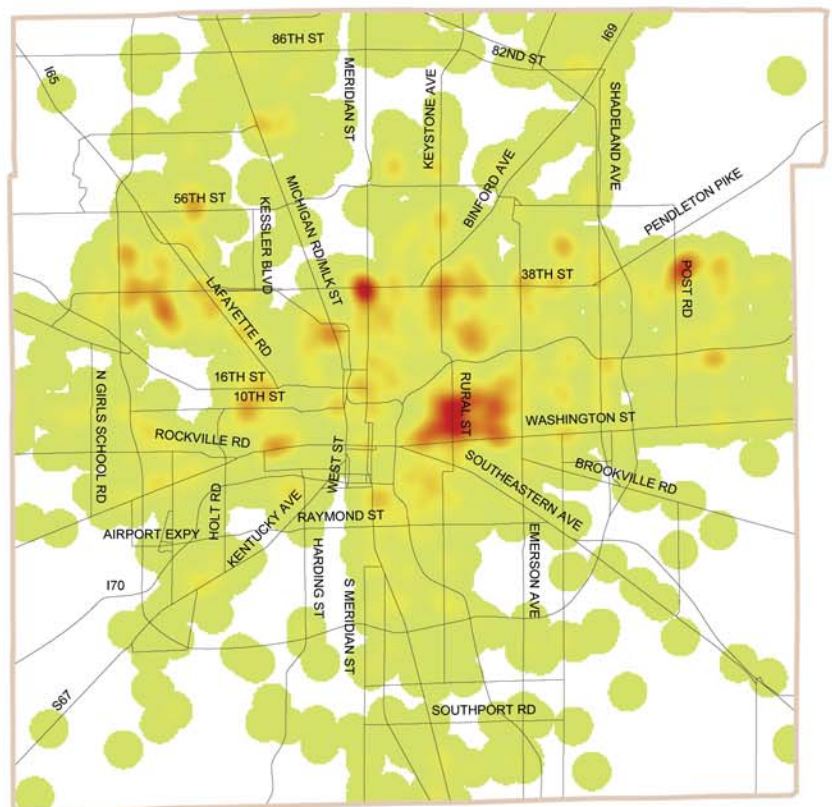 86TH ST
82ND ST
I69
I65
MERIDIAN ST
KEYSTONE AVE
SHADELAND AVE
MICHIGAN RD/MLK ST
BINFORD AVE
PENDLETON PIKE
56TH ST
KESSLER BLVD
38TH ST
POST RD
LAFAYETTE RD
16TH ST
10TH ST
N GIRLS SCHOOL RD
RURAL ST
WASHINGTON ST
ROCKVILLE RD
WEST ST
SOUTHEASTERN AVE
BROOKVILLE RD
HOLT RD
KENTUCKY AVE
RAYMOND ST
AIRPORT EXPY
EMERSON AVE
HARDING ST
S MERIDIAN ST
I70
S67
SOUTHPORT RD